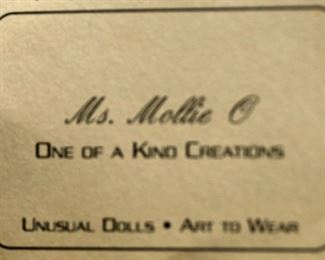 Ms. Mollie O
One of a Kind Creations
Unusual Dolls • Art to Wear